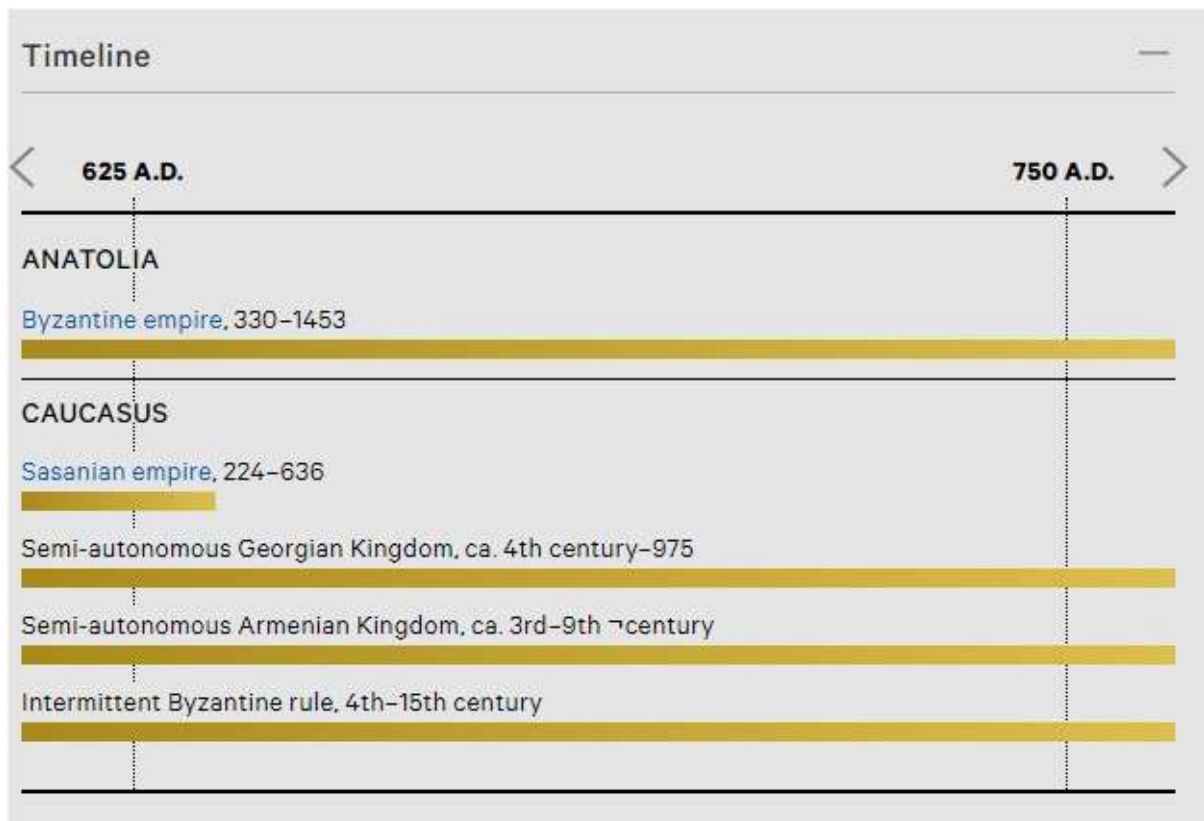 Timeline
625 A.D. 750 A.D.
ANATOLIA
Byzantine empire, 330–1453
CAUCASUS
Sasanian empire, 224–636
Semi-autonomous Georgian Kingdom, ca. 4th century–975
Semi-autonomous Armenian Kingdom, ca. 3rd–9th ¬century
Intermittent Byzantine rule, 4th–15th century